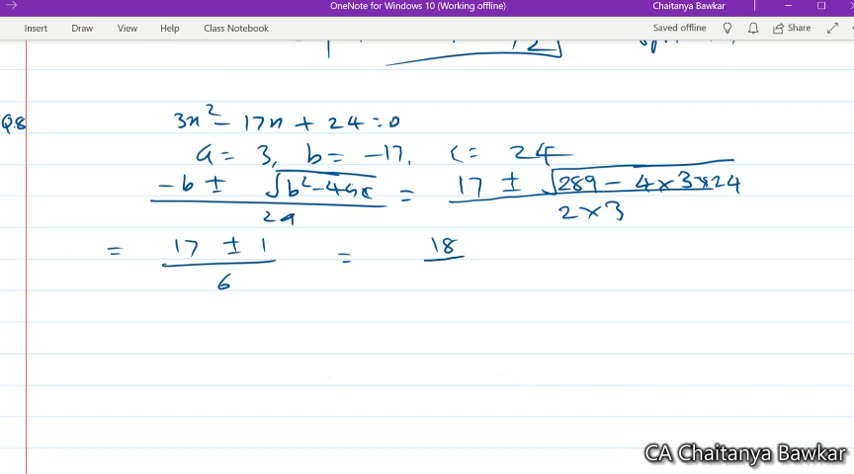 OneNote for Windows 10 (Working offline)
Chaitanya Bawkar
Insert Draw View Help Class Notebook Saved offline Share
Q.8 3x² - 17x + 24 = 0
a = 3, b = -17, c = 24
-b ± √b² - 4ac / 2a = 17 ± √289 - 4 x 3 x 24 / 2 x 3
= 17 ± 1 / 6 = 18
CA Chaitanya Bawkar